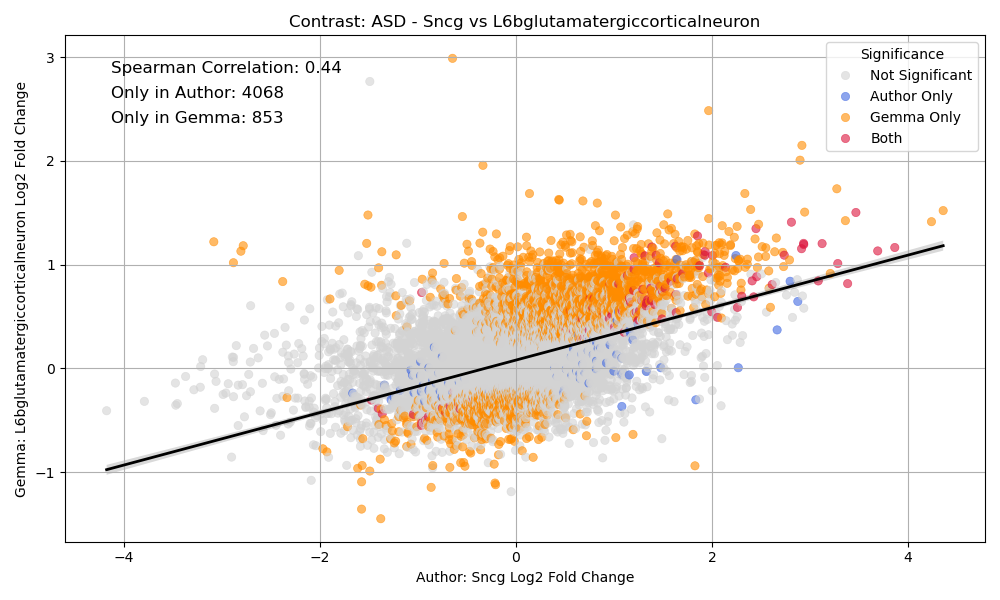 Contrast: ASD - Sncg vs L6bglutamatergiccorticalneuron
Gemma: L6bglutamatergiccorticalneuron Log2 Fold Change
3
2
1
0
−1
Spearman Correlation: 0.44
Only in Author: 4068
Only in Gemma: 853
Significance
Not Significant
Author Only
Gemma Only
Both
−4
−2
0
2
4
Author: Sncg Log2 Fold Change